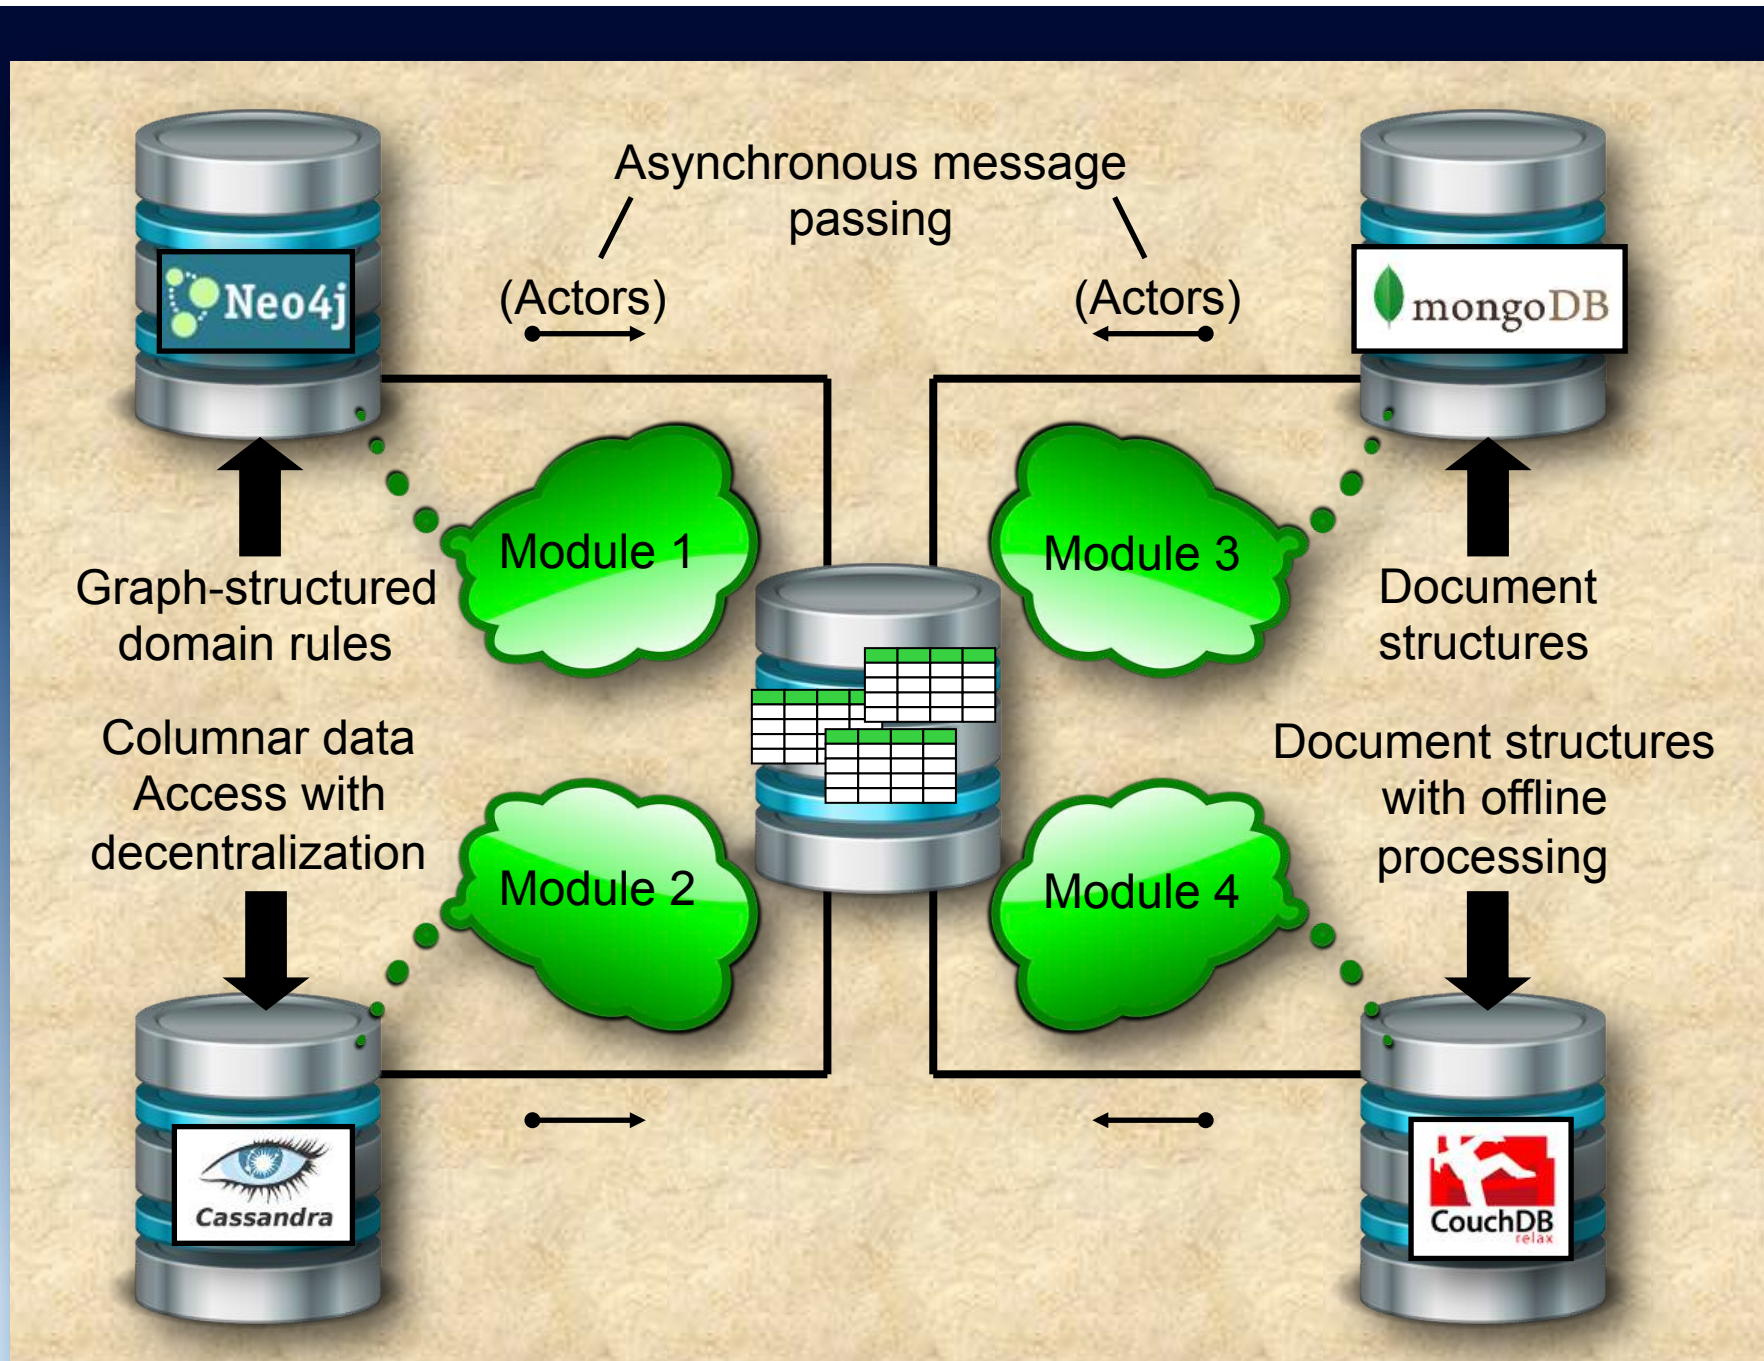 Asynchronous message
passing
(Actors)
(Actors)
Neo4j
mongoDB
Module 1
Module 3
Graph-structured
domain rules
Document
structures
Columnar data
Access with
decentralization
Document structures
with offline
processing
Module 2
Module 4
Cassandra
CouchDB
relax